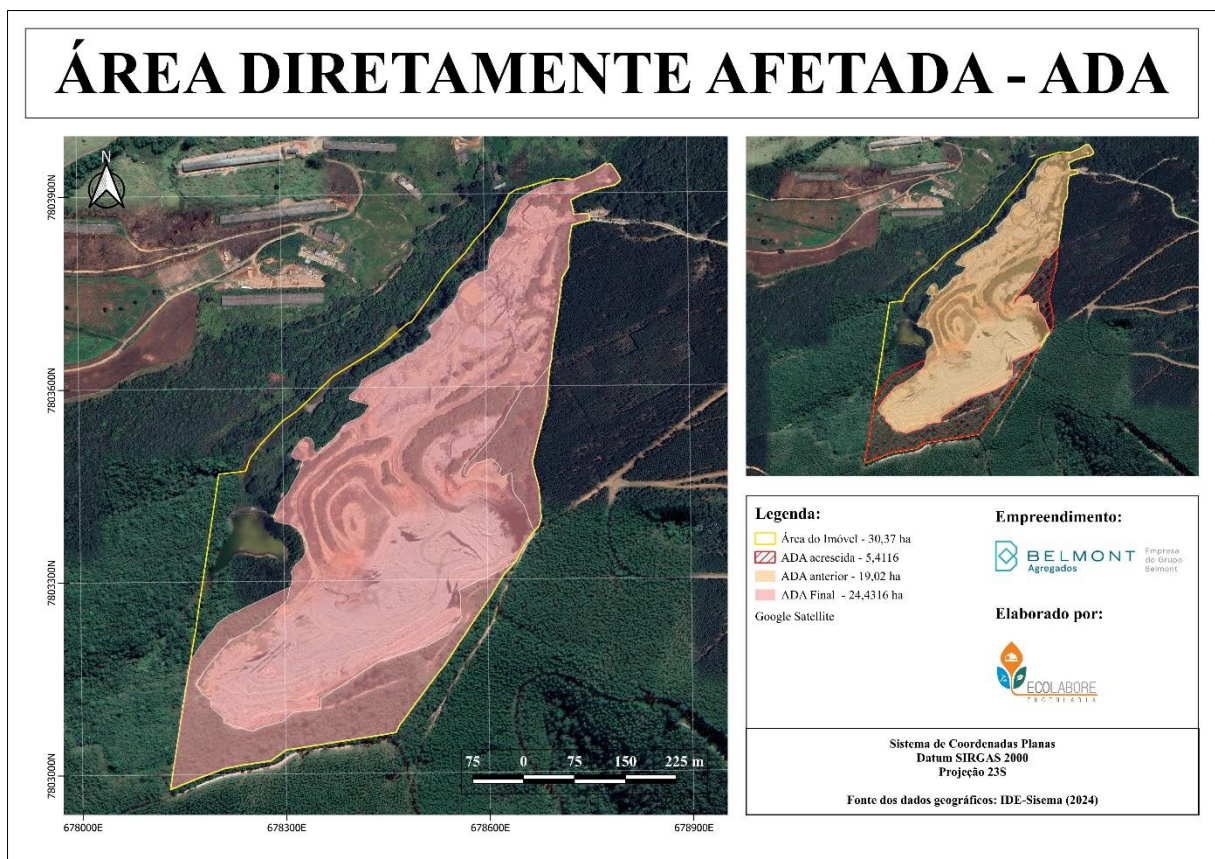 ÁREA DIRETAMENTE AFETADA - ADA
N
7803900N
7803600N
7803300N
7803000N
678000E
678300E
678600E
678900E
75 0 75 150 225 m
Legenda:
Área do Imóvel - 30,37 ha
ADA acrescida - 5,4116
ADA anterior - 19,02 ha
ADA Final - 24,4316 ha
Google Satellite
Empreendimento:
BELMONT
Agregados
Empresa
do Grupo
Belmont.
Elaborado por:
ECOLABORE
ENGENHARIA
Sistema de Coordenadas Planas
Datum SIRGAS 2000
Projeção 23S
Fonte dos dados geográficos: IDE-Sisema (2024)